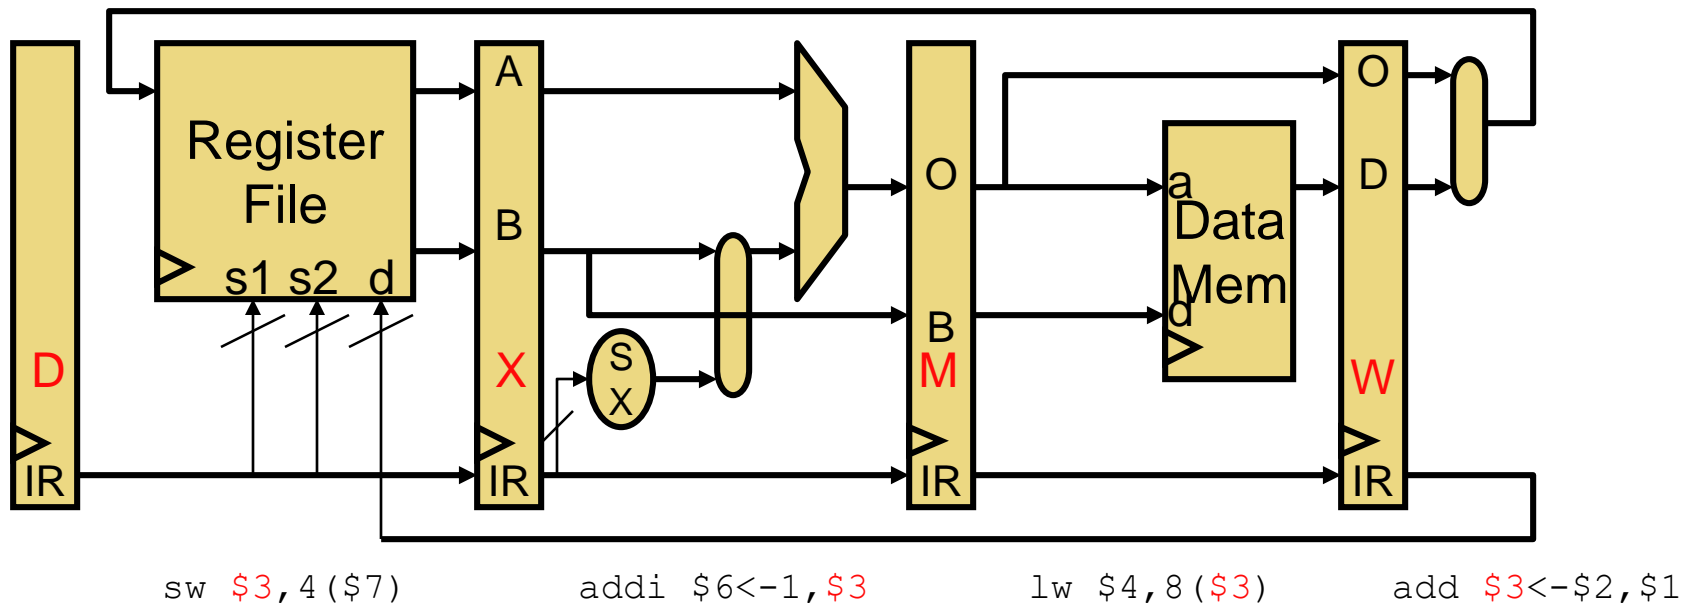 Register
File
s1 s2 d
D
IR
A
B
X
IR
S
X
O
B
M
IR
a
Data
Mem
d
O
D
W
IR
sw $3,4($7)
addi $6<-1,$3
lw $4,8($3)
add $3<-$2,$1